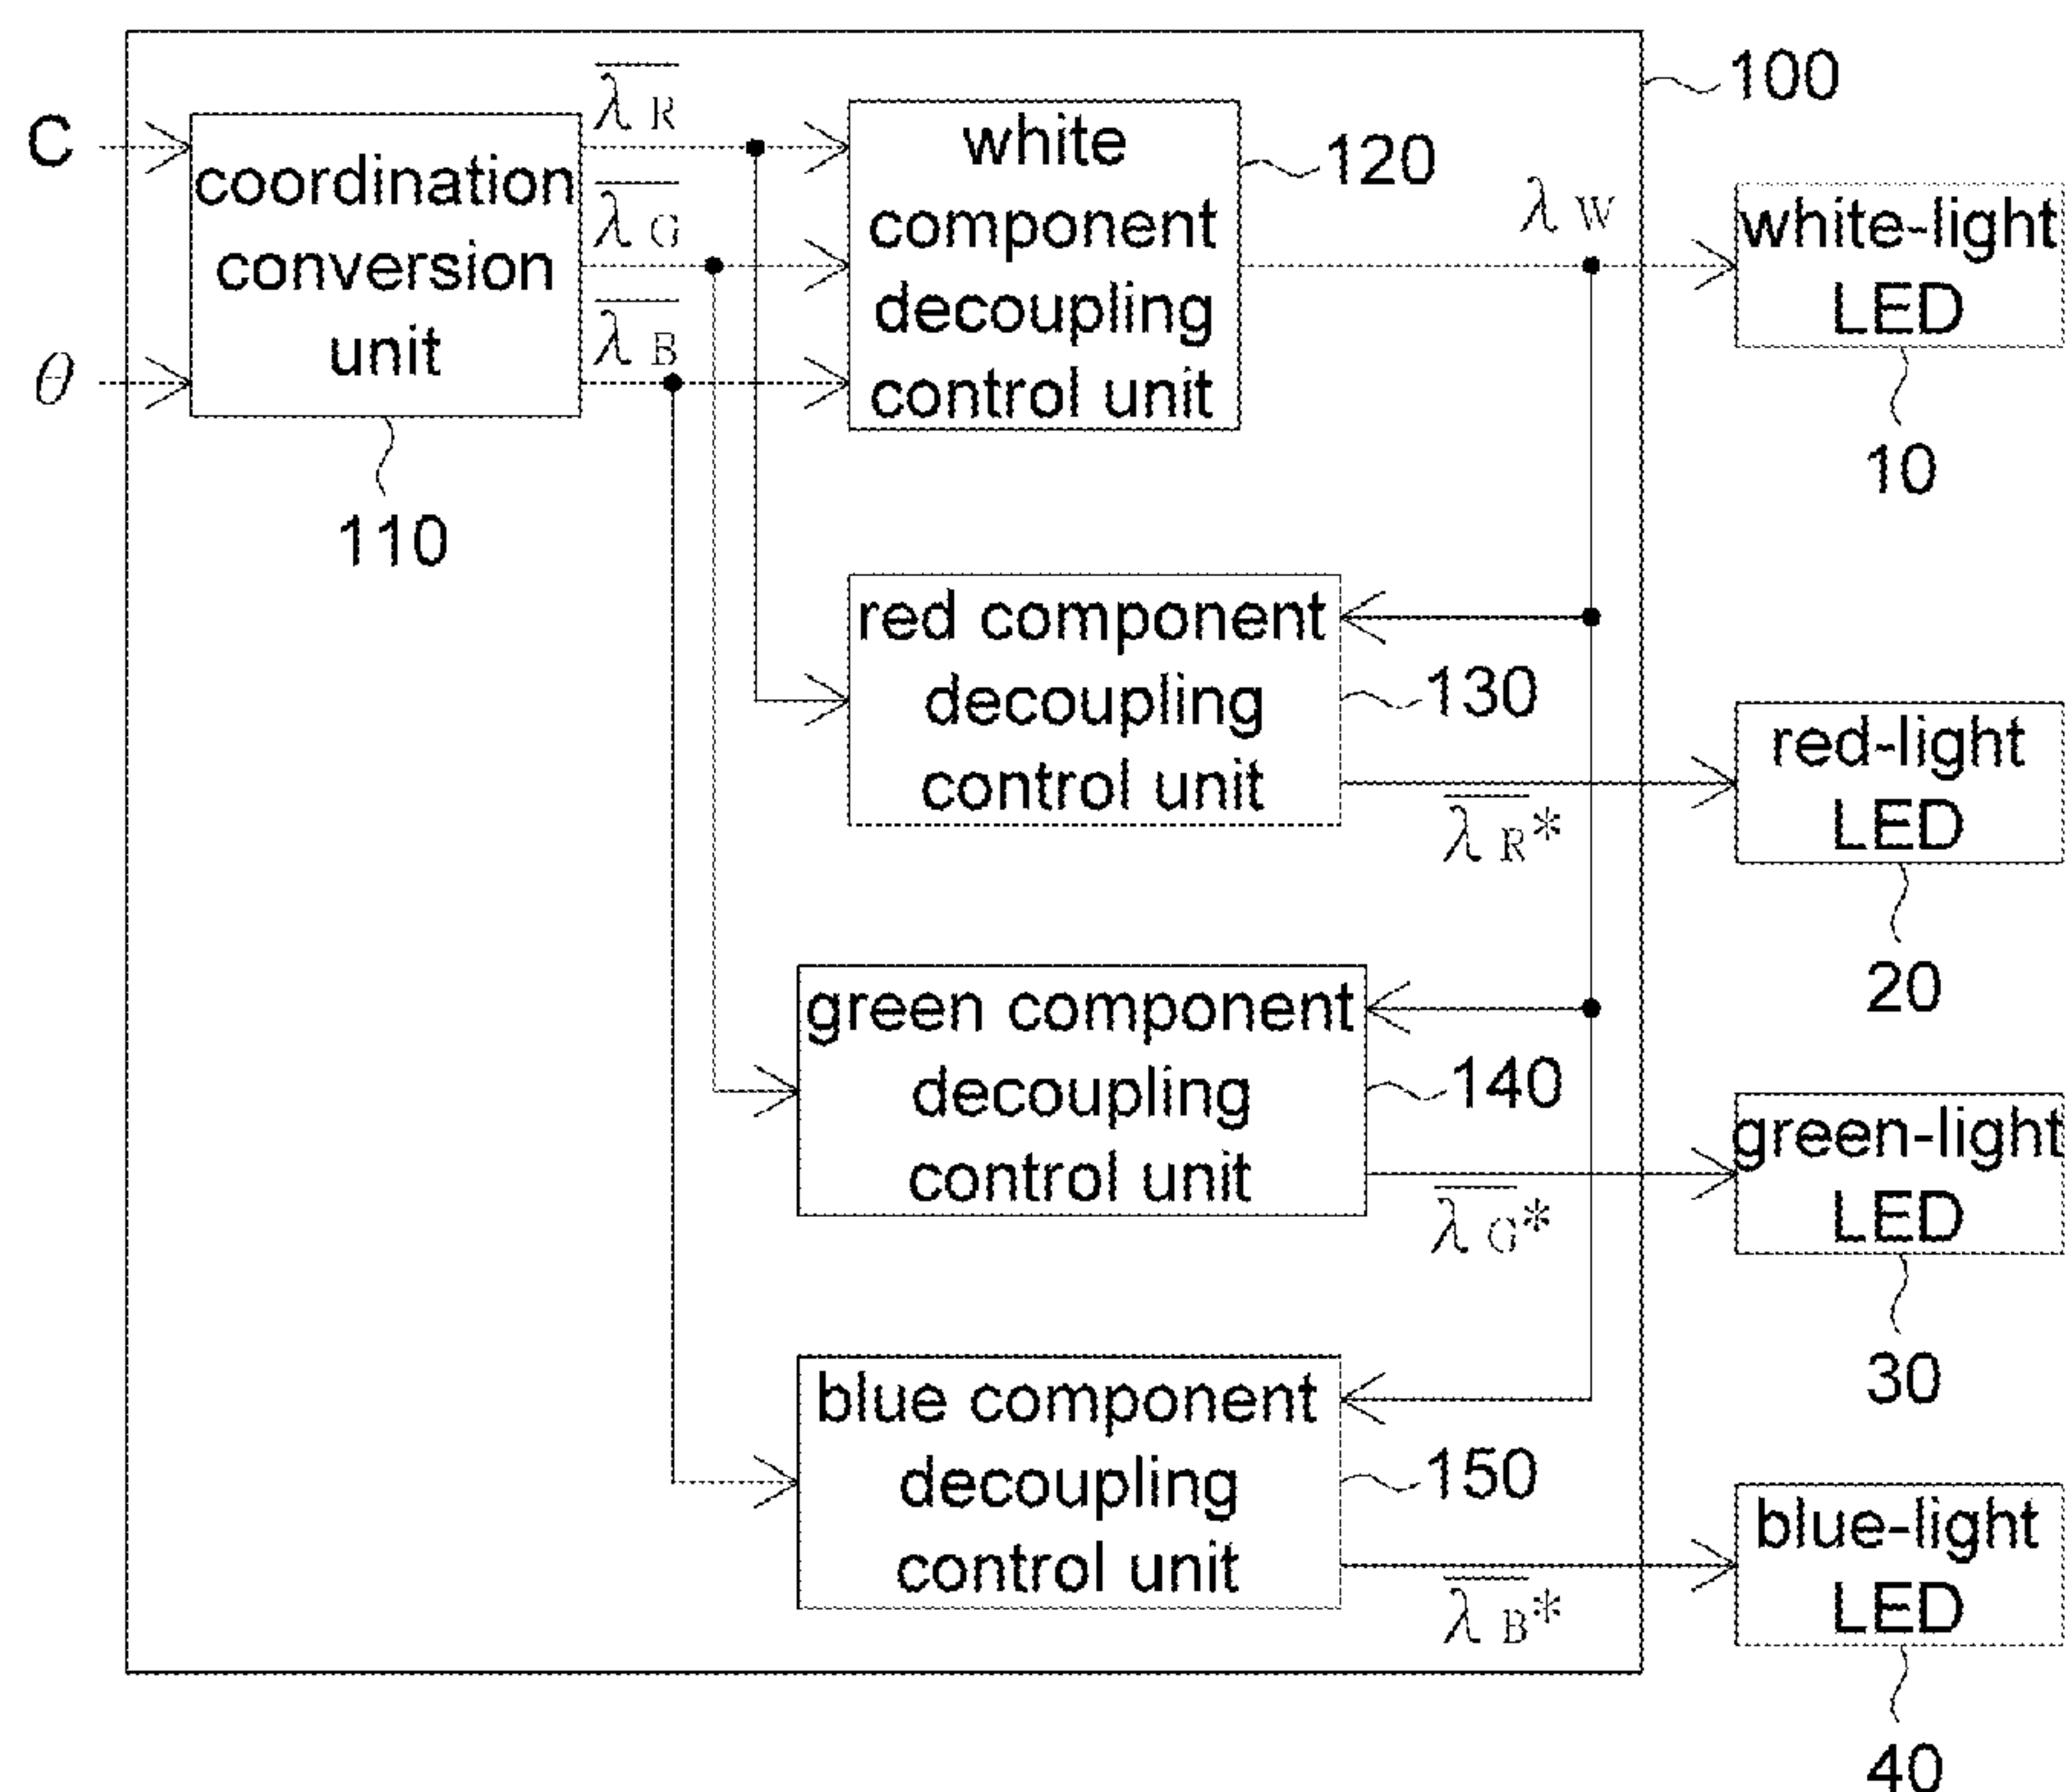 C
θ
coordination
conversion
unit
110
λ̅R
λ̅G
λ̅B
white
component
decoupling
control unit
120
100
λW
white-light
LED
10
red component
decoupling
control unit
130
λ̅R*
red-light
LED
20
green component
decoupling
control unit
140
λ̅G*
green-light
LED
30
blue component
decoupling
control unit
150
λ̅B*
blue-light
LED
40